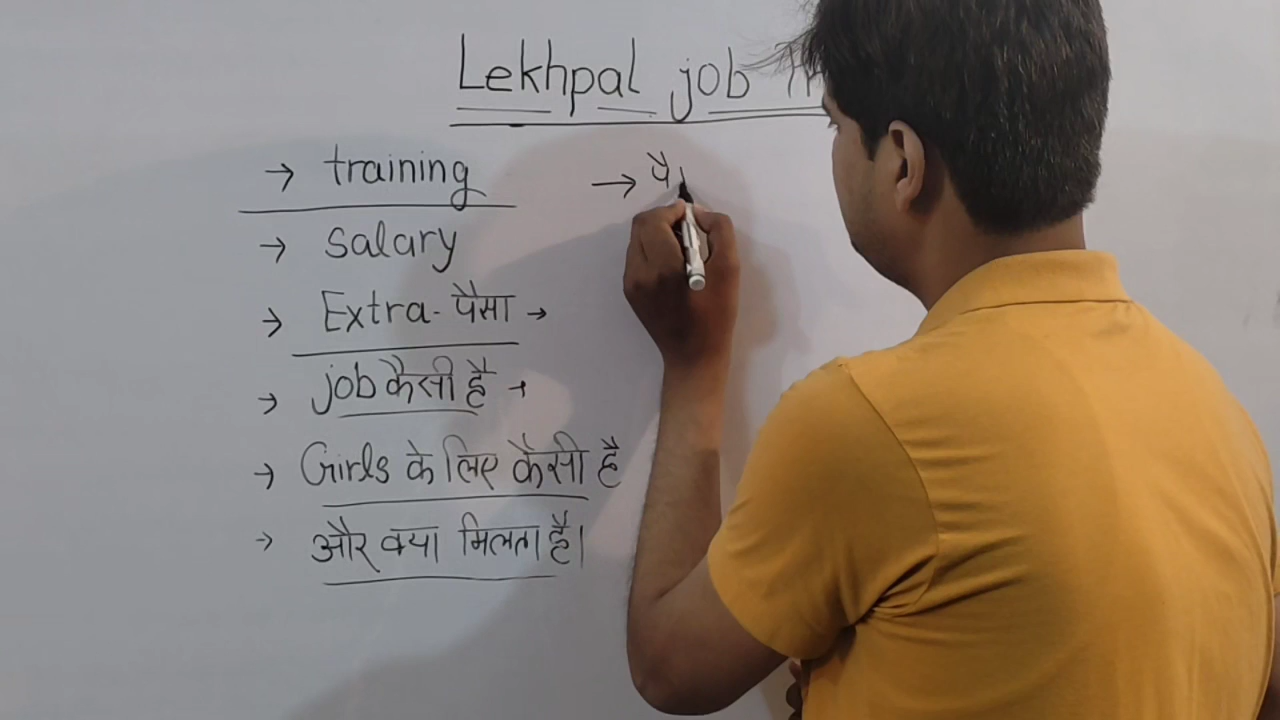 Lekhpal job
→ training
→ पै
→ salary
→ Extra-पैसा →
→ job कैसी है →
→ Girls के लिए कैसी है
→ और क्या मिलता है।